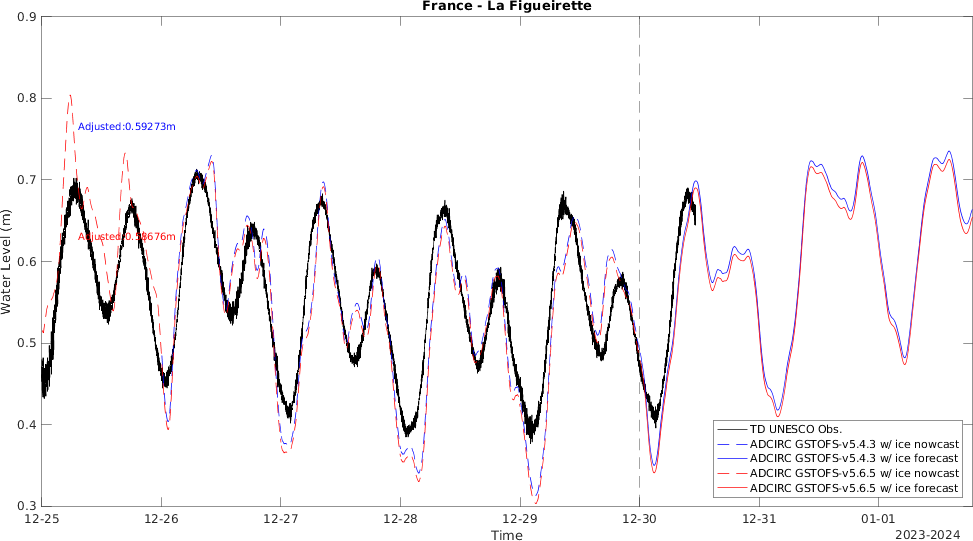 France - La Figueirette
0.9
0.8
0.7
0.6
0.5
0.4
0.3
Water Level (m)
Adjusted:0.59273m
Adjusted:0.58676m
TD UNESCO Obs.
ADCIRC GSTOFS-v5.4.3 w/ ice nowcast
ADCIRC GSTOFS-v5.4.3 w/ ice forecast
ADCIRC GSTOFS-v5.6.5 w/ ice nowcast
ADCIRC GSTOFS-v5.6.5 w/ ice forecast
12-25 12-26 12-27 12-28 12-29 12-30 12-31 01-01
Time
2023-2024